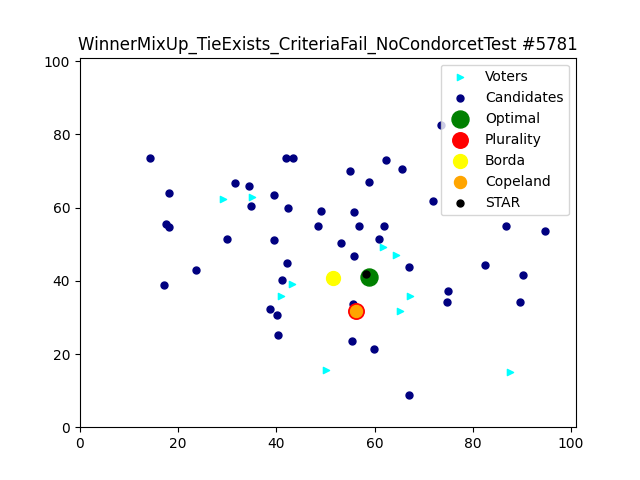 WinnerMixUp_TieExists_CriteriaFail_NoCondorcetTest #5781
100
80
60
40
20
0
0 20 40 60 80 100
Voters
Candidates
Optimal
Plurality
Borda
Copeland
STAR